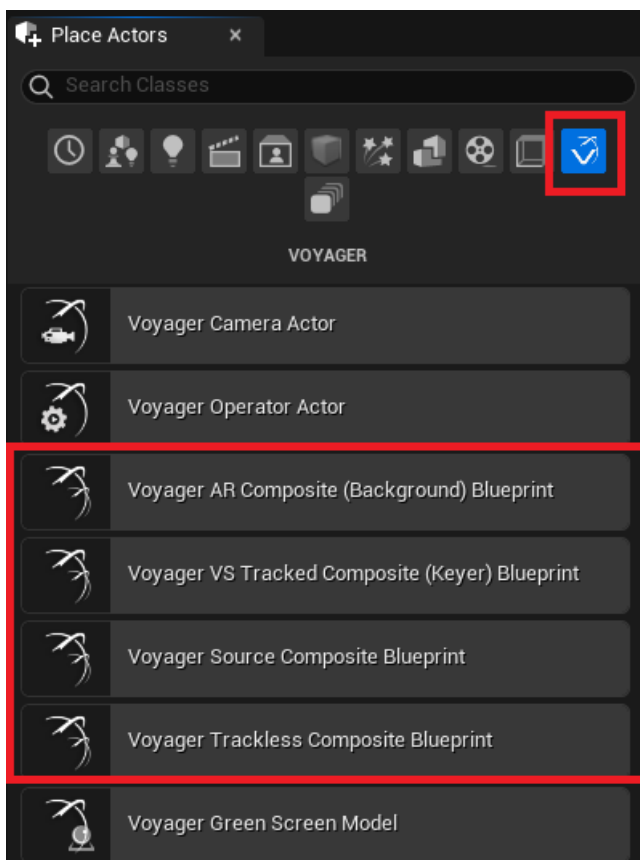 Place Actors
Search Classes
VOYAGER
Voyager Camera Actor
Voyager Operator Actor
Voyager AR Composite (Background) Blueprint
Voyager VS Tracked Composite (Keyer) Blueprint
Voyager Source Composite Blueprint
Voyager Trackless Composite Blueprint
Voyager Green Screen Model